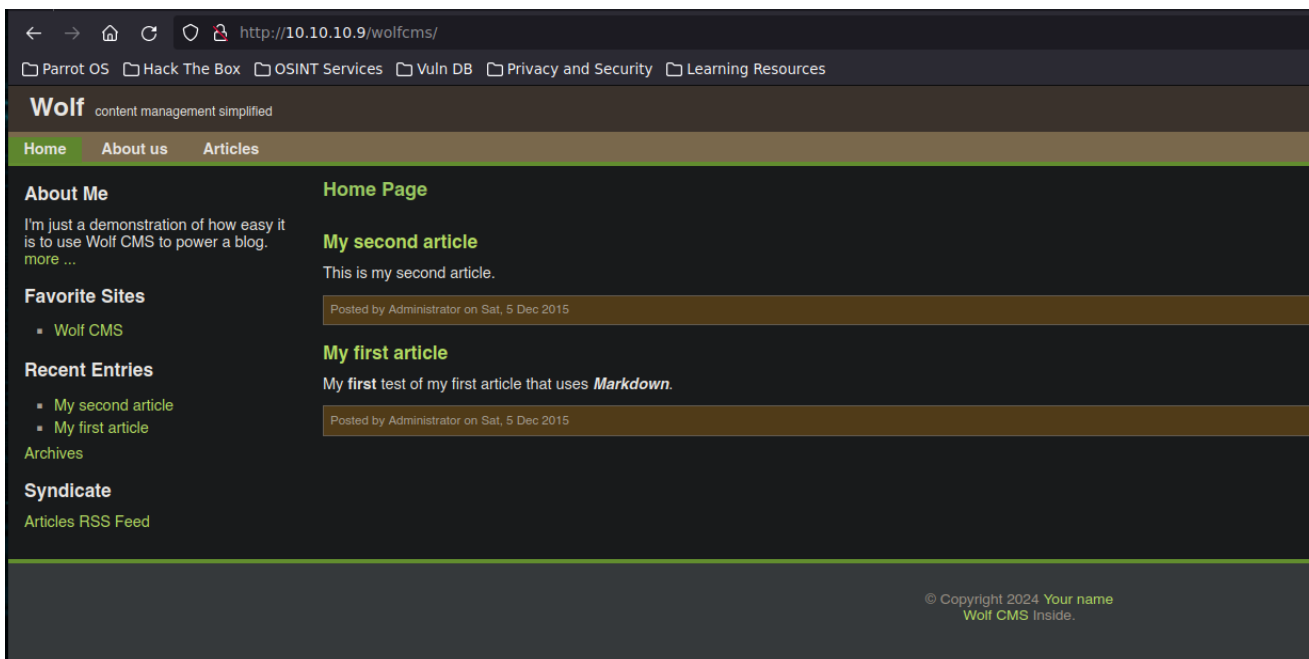 http://10.10.10.9/wolfcms/
Parrot OS Hack The Box OSINT Services Vuln DB Privacy and Security Learning Resources
Wolf content management simplified
Home About us Articles
About Me
I'm just a demonstration of how easy it
is to use Wolf CMS to power a blog.
more ...
Favorite Sites
Wolf CMS
Recent Entries
My second article
My first article
Archives
Syndicate
Articles RSS Feed
Home Page
My second article
This is my second article.
Posted by Administrator on Sat, 5 Dec 2015
My first article
My first test of my first article that uses Markdown.
Posted by Administrator on Sat, 5 Dec 2015
© Copyright 2024 Your name
Wolf CMS Inside.